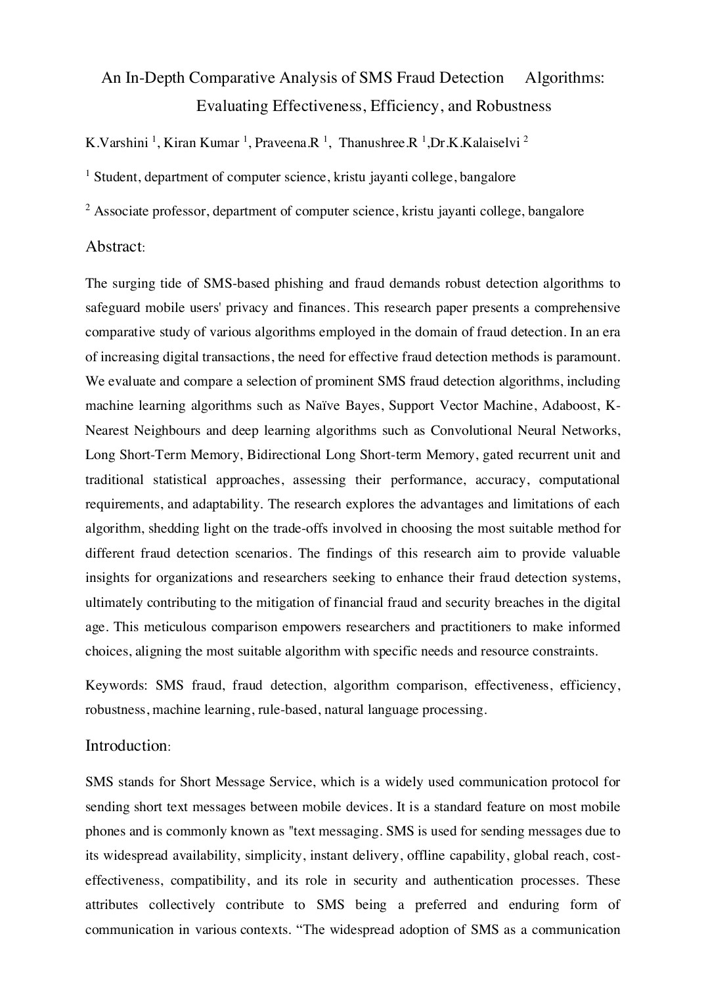 An In-Depth Comparative Analysis of SMS Fraud Detection Algorithms:
Evaluating Effectiveness, Efficiency, and Robustness
K.Varshini 1, Kiran Kumar 1, Praveena.R 1, Thanushree.R 1,Dr.K.Kalaiselvi 2
1 Student, department of computer science, kristu jayanti college, bangalore
2 Associate professor, department of computer science, kristu jayanti college, bangalore
Abstract:
The surging tide of SMS-based phishing and fraud demands robust detection algorithms to
safeguard mobile users' privacy and finances. This research paper presents a comprehensive
comparative study of various algorithms employed in the domain of fraud detection. In an era
of increasing digital transactions, the need for effective fraud detection methods is paramount.
We evaluate and compare a selection of prominent SMS fraud detection algorithms, including
machine learning algorithms such as Naïve Bayes, Support Vector Machine, Adaboost, K-
Nearest Neighbours and deep learning algorithms such as Convolutional Neural Networks,
Long Short-Term Memory, Bidirectional Long Short-term Memory, gated recurrent unit and
traditional statistical approaches, assessing their performance, accuracy, computational
requirements, and adaptability. The research explores the advantages and limitations of each
algorithm, shedding light on the trade-offs involved in choosing the most suitable method for
different fraud detection scenarios. The findings of this research aim to provide valuable
insights for organizations and researchers seeking to enhance their fraud detection systems,
ultimately contributing to the mitigation of financial fraud and security breaches in the digital
age. This meticulous comparison empowers researchers and practitioners to make informed
choices, aligning the most suitable algorithm with specific needs and resource constraints.
Keywords: SMS fraud, fraud detection, algorithm comparison, effectiveness, efficiency,
robustness, machine learning, rule-based, natural language processing.
Introduction:
SMS stands for Short Message Service, which is a widely used communication protocol for
sending short text messages between mobile devices. It is a standard feature on most mobile
phones and is commonly known as "text messaging. SMS is used for sending messages due to
its widespread availability, simplicity, instant delivery, offline capability, global reach, cost-
effectiveness, compatibility, and its role in security and authentication processes. These
attributes collectively contribute to SMS being a preferred and enduring form of
communication in various contexts. “The widespread adoption of SMS as a communication